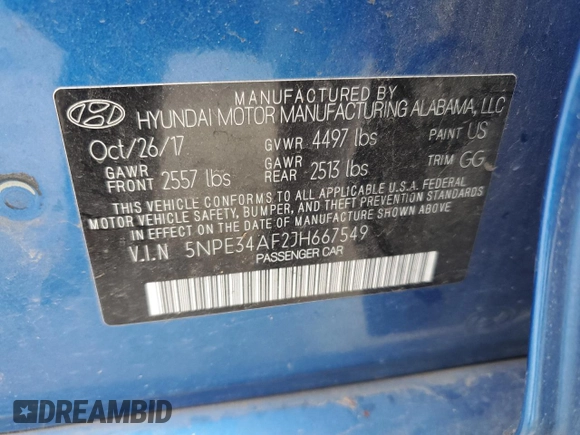 MANUFACTURED BY
HYUNDAI MOTOR MANUFACTURING ALABAMA, LLC
Oct/26/17 GVWR 4497 lbs PAINT US
GAWR FRONT 2557 lbs GAWR REAR 2513 lbs TRIM GG
THIS VEHICLE CONFORMS TO ALL APPLICABLE U.S.A. FEDERAL
MOTOR VEHICLE SAFETY, BUMPER, AND THEFT PREVENTION
STANDARDS IN EFFECT ON THE DATE OF MANUFACTURE
SHOWN ABOVE.
V.I.N 5NPE34AF2JH667549
PASSENGER CAR
DREAMBID